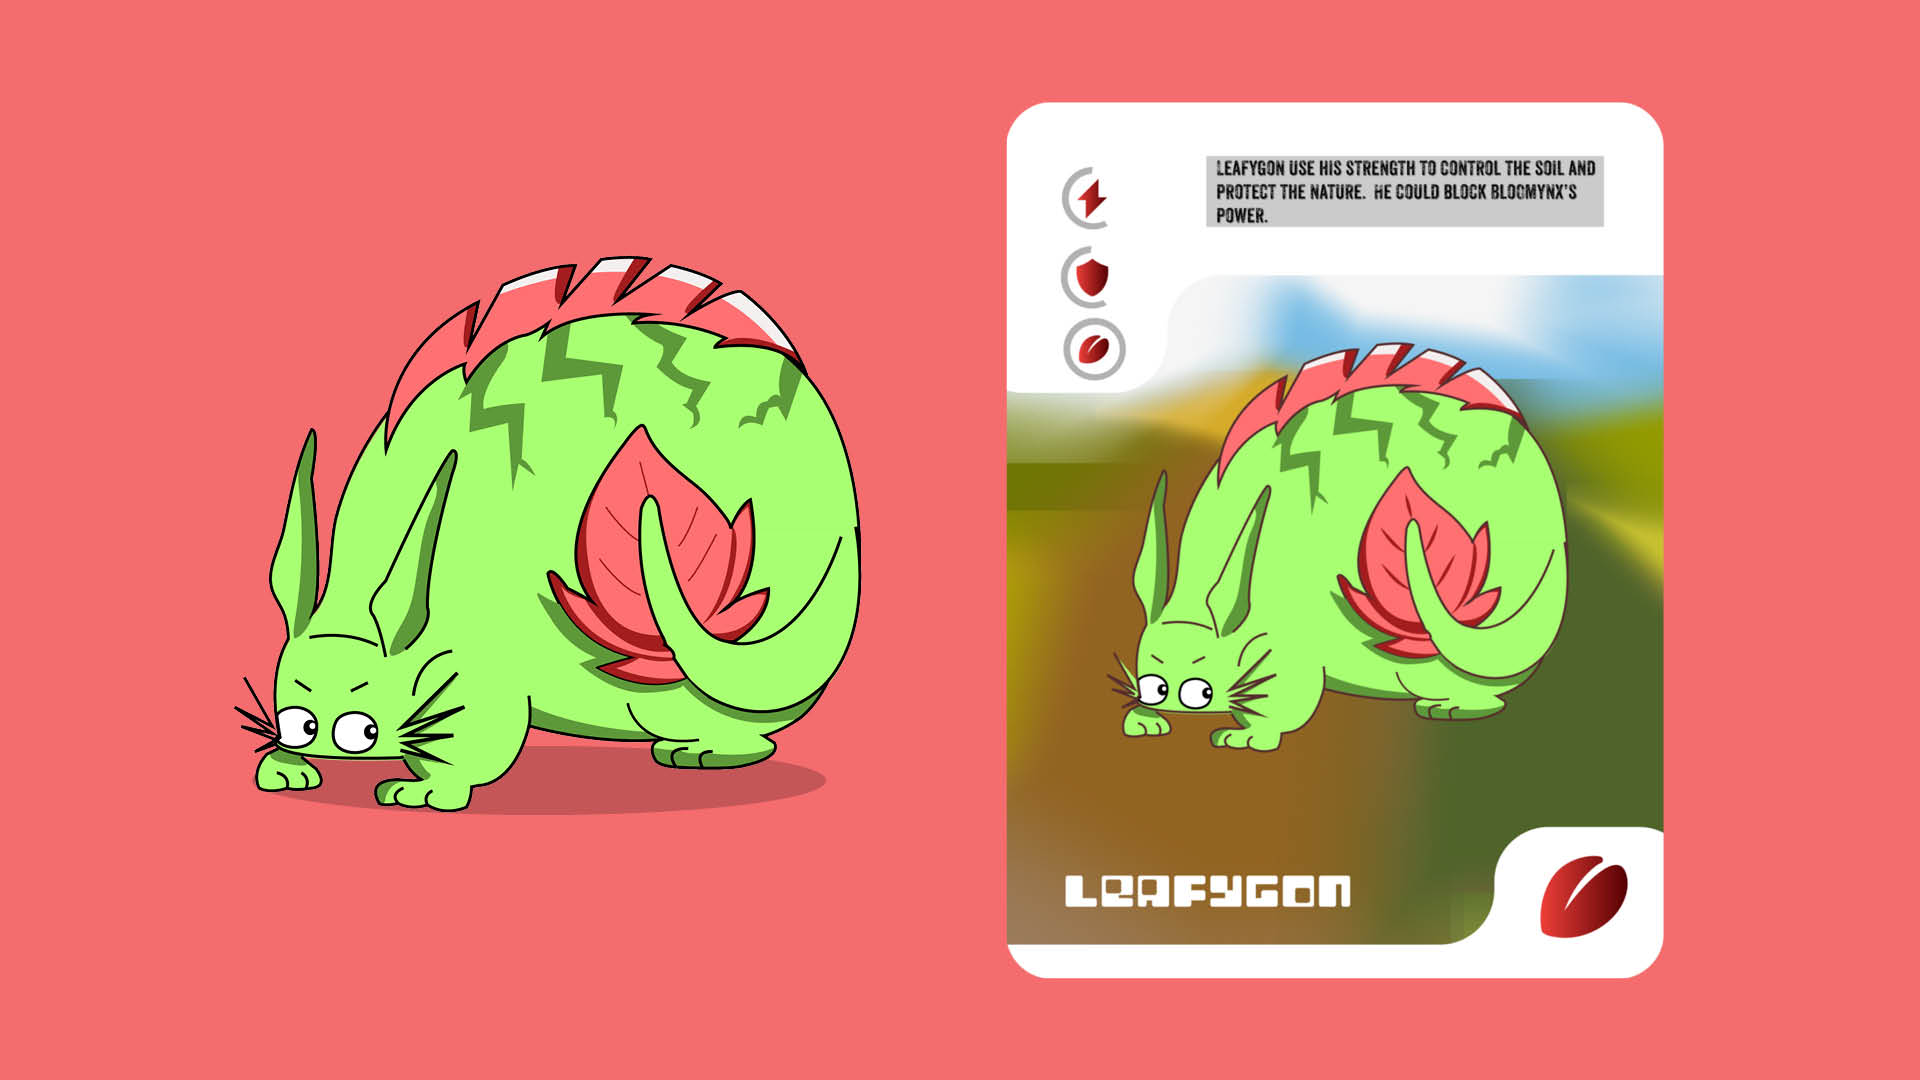 LEAFYGON USE HIS STRENGTH TO CONTROL THE SOIL AND
PROTECT THE NATURE. HE COULD BLOCK BLOOMYNX'S
POWER.
LEAFYGON